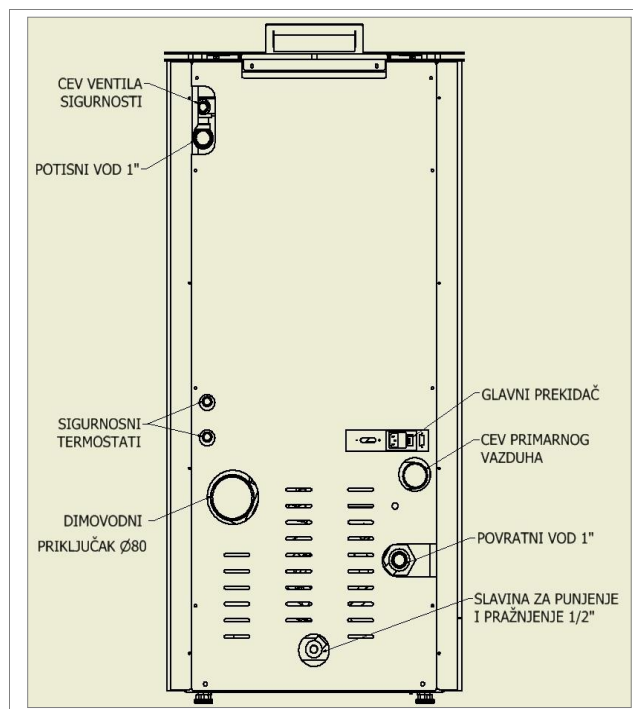 CEV VENTILA
SIGURNOSTI
POTISNI VOD 1"
SIGURNOSNI
TERMOSTATI
DIMOVODNI
PRIKLJUČAK Ø80
GLAVNI PREKIDAČ
CEV PRIMARNOG
VAZDUHA
POVRATNI VOD 1"
SLAVINA ZA PUNJENJE
I PRAŽNJENJE 1/2"